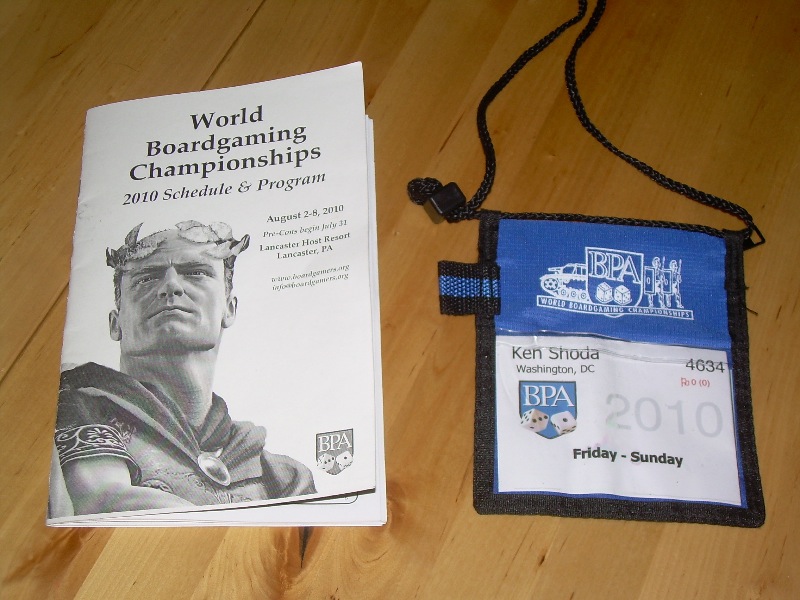 World
Boardgaming
Championships
2010 Schedule & Program
August 2-8, 2010
Pre-Cons begin July 31
Lancaster Host Resort
Lancaster, PA
www.boardgamers.org
info@boardgamers.org
BPA
BPA
WORLD BOARDGAMING CHAMPIONSHIPS
Ken Shoda
Washington, DC
4634
R 0 (0)
BPA
2010
Friday - Sunday